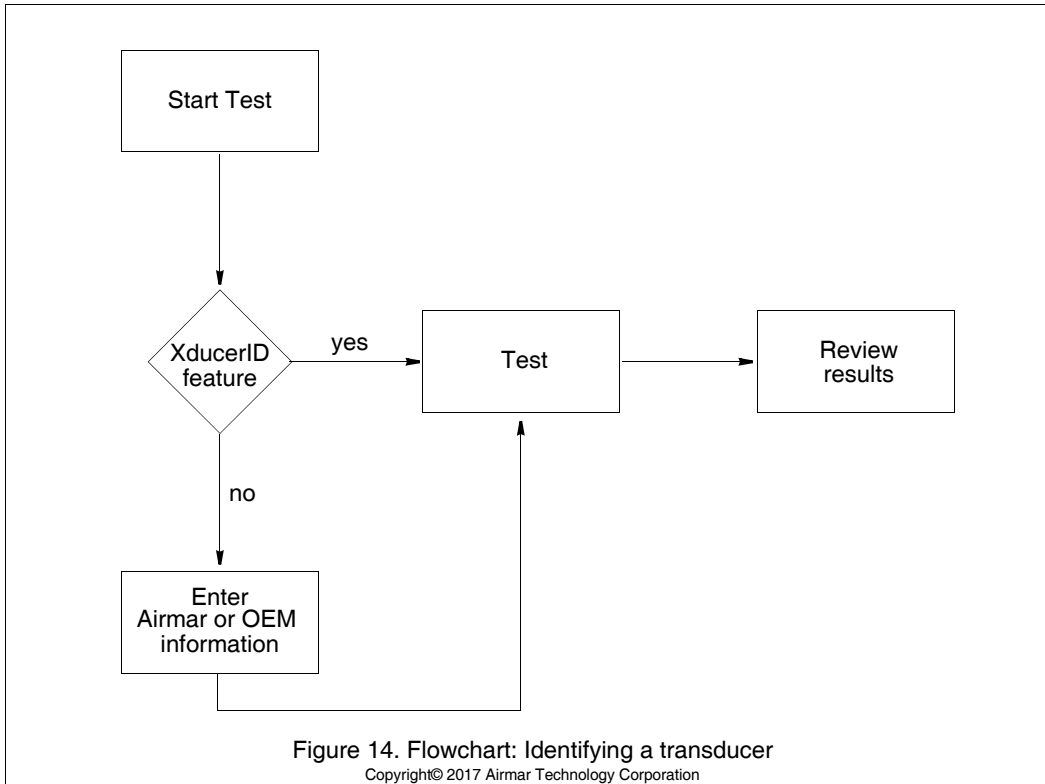 Start Test
XducerID
feature
yes
Test
Review
results
no
Enter
Airmar or OEM
information
Figure 14. Flowchart: Identifying a transducer
Copyright© 2017 Airmar Technology Corporation